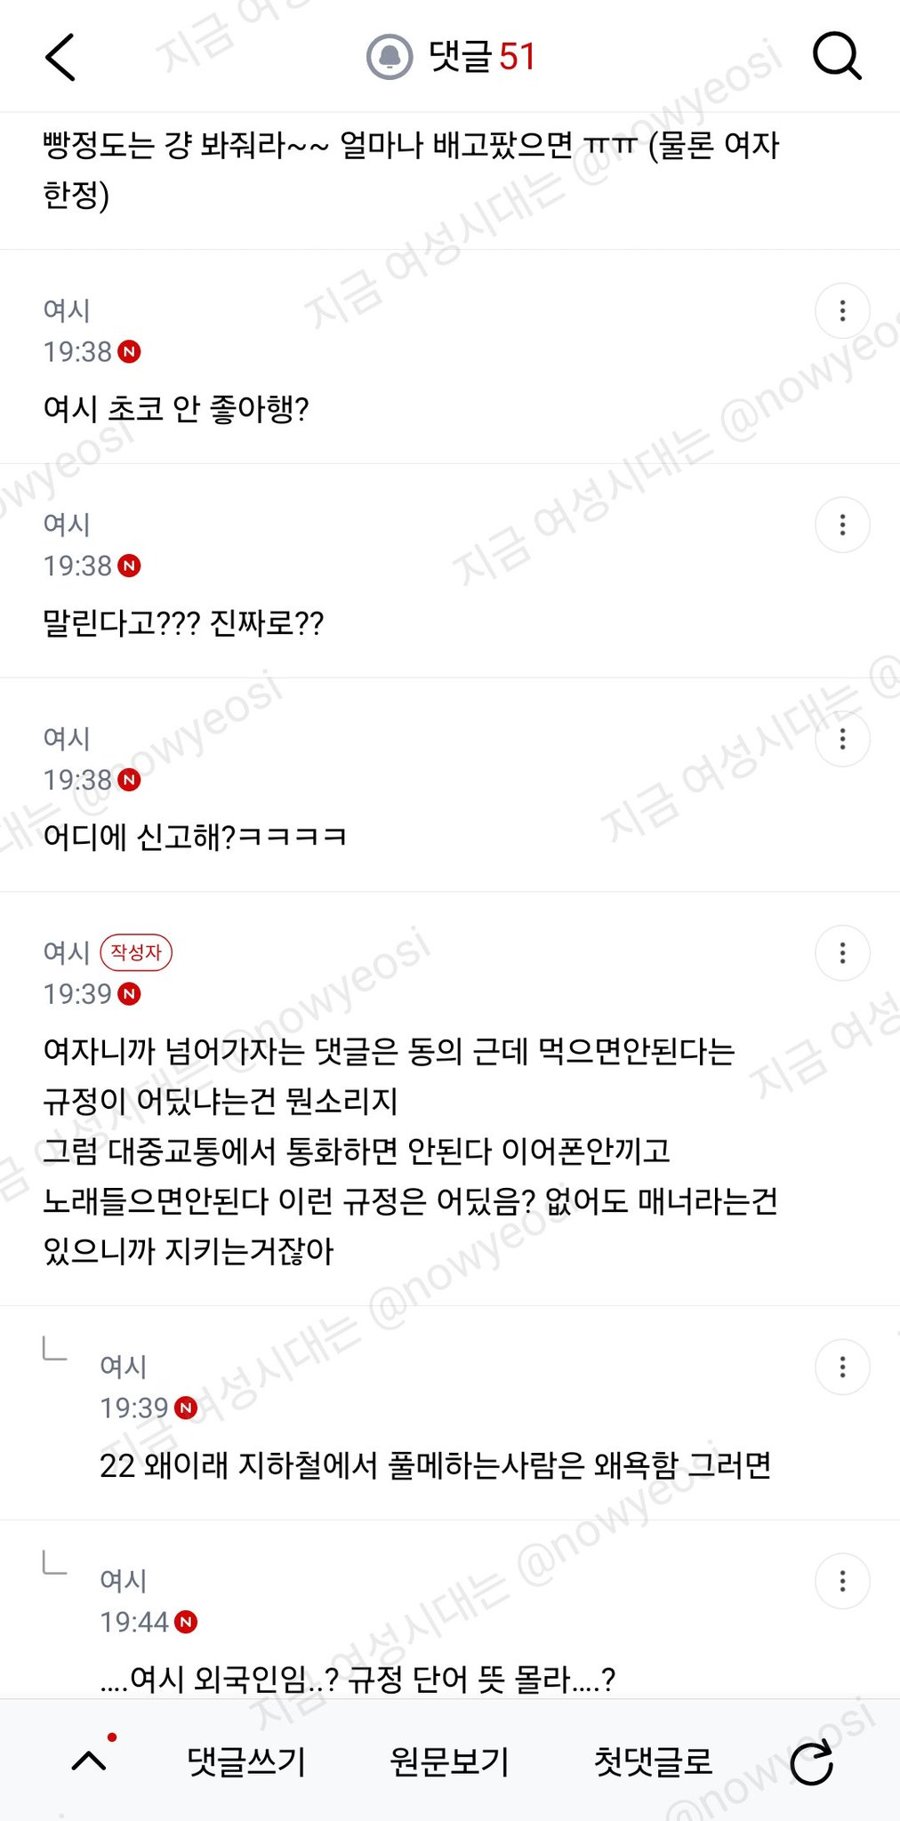 댓글 51
빵정도는 걍 봐줘라~~ 얼마나 배고팠으면 ㅠㅠ (물론 여자
한정)
여시
19:38 N
여시 초코 안 좋아행?
여시
19:38 N
말린다고??? 진짜로??
여시
19:38 N
어디에 신고해?ㅋㅋㅋㅋ
여시 작성자
19:39 N
여자니까 넘어가자는 댓글은 동의 근데 먹으면안된다는
규정이 어딨냐는건 뭔소리지
그럼 대중교통에서 통화하면 안된다 이어폰안끼고
노래들으면안된다 이런 규정은 어딨음? 없어도 매너라는건
있으니까 지키는거잖아
여시
19:39 N
22 왜이래 지하철에서 풀메하는사람은 왜욕함 그러면
여시
19:44 N
....여시 외국인임..? 규정 단어 뜻 몰라....?
댓글쓰기 원문보기 첫댓글로
지금 여성시대는 @nowyeosi